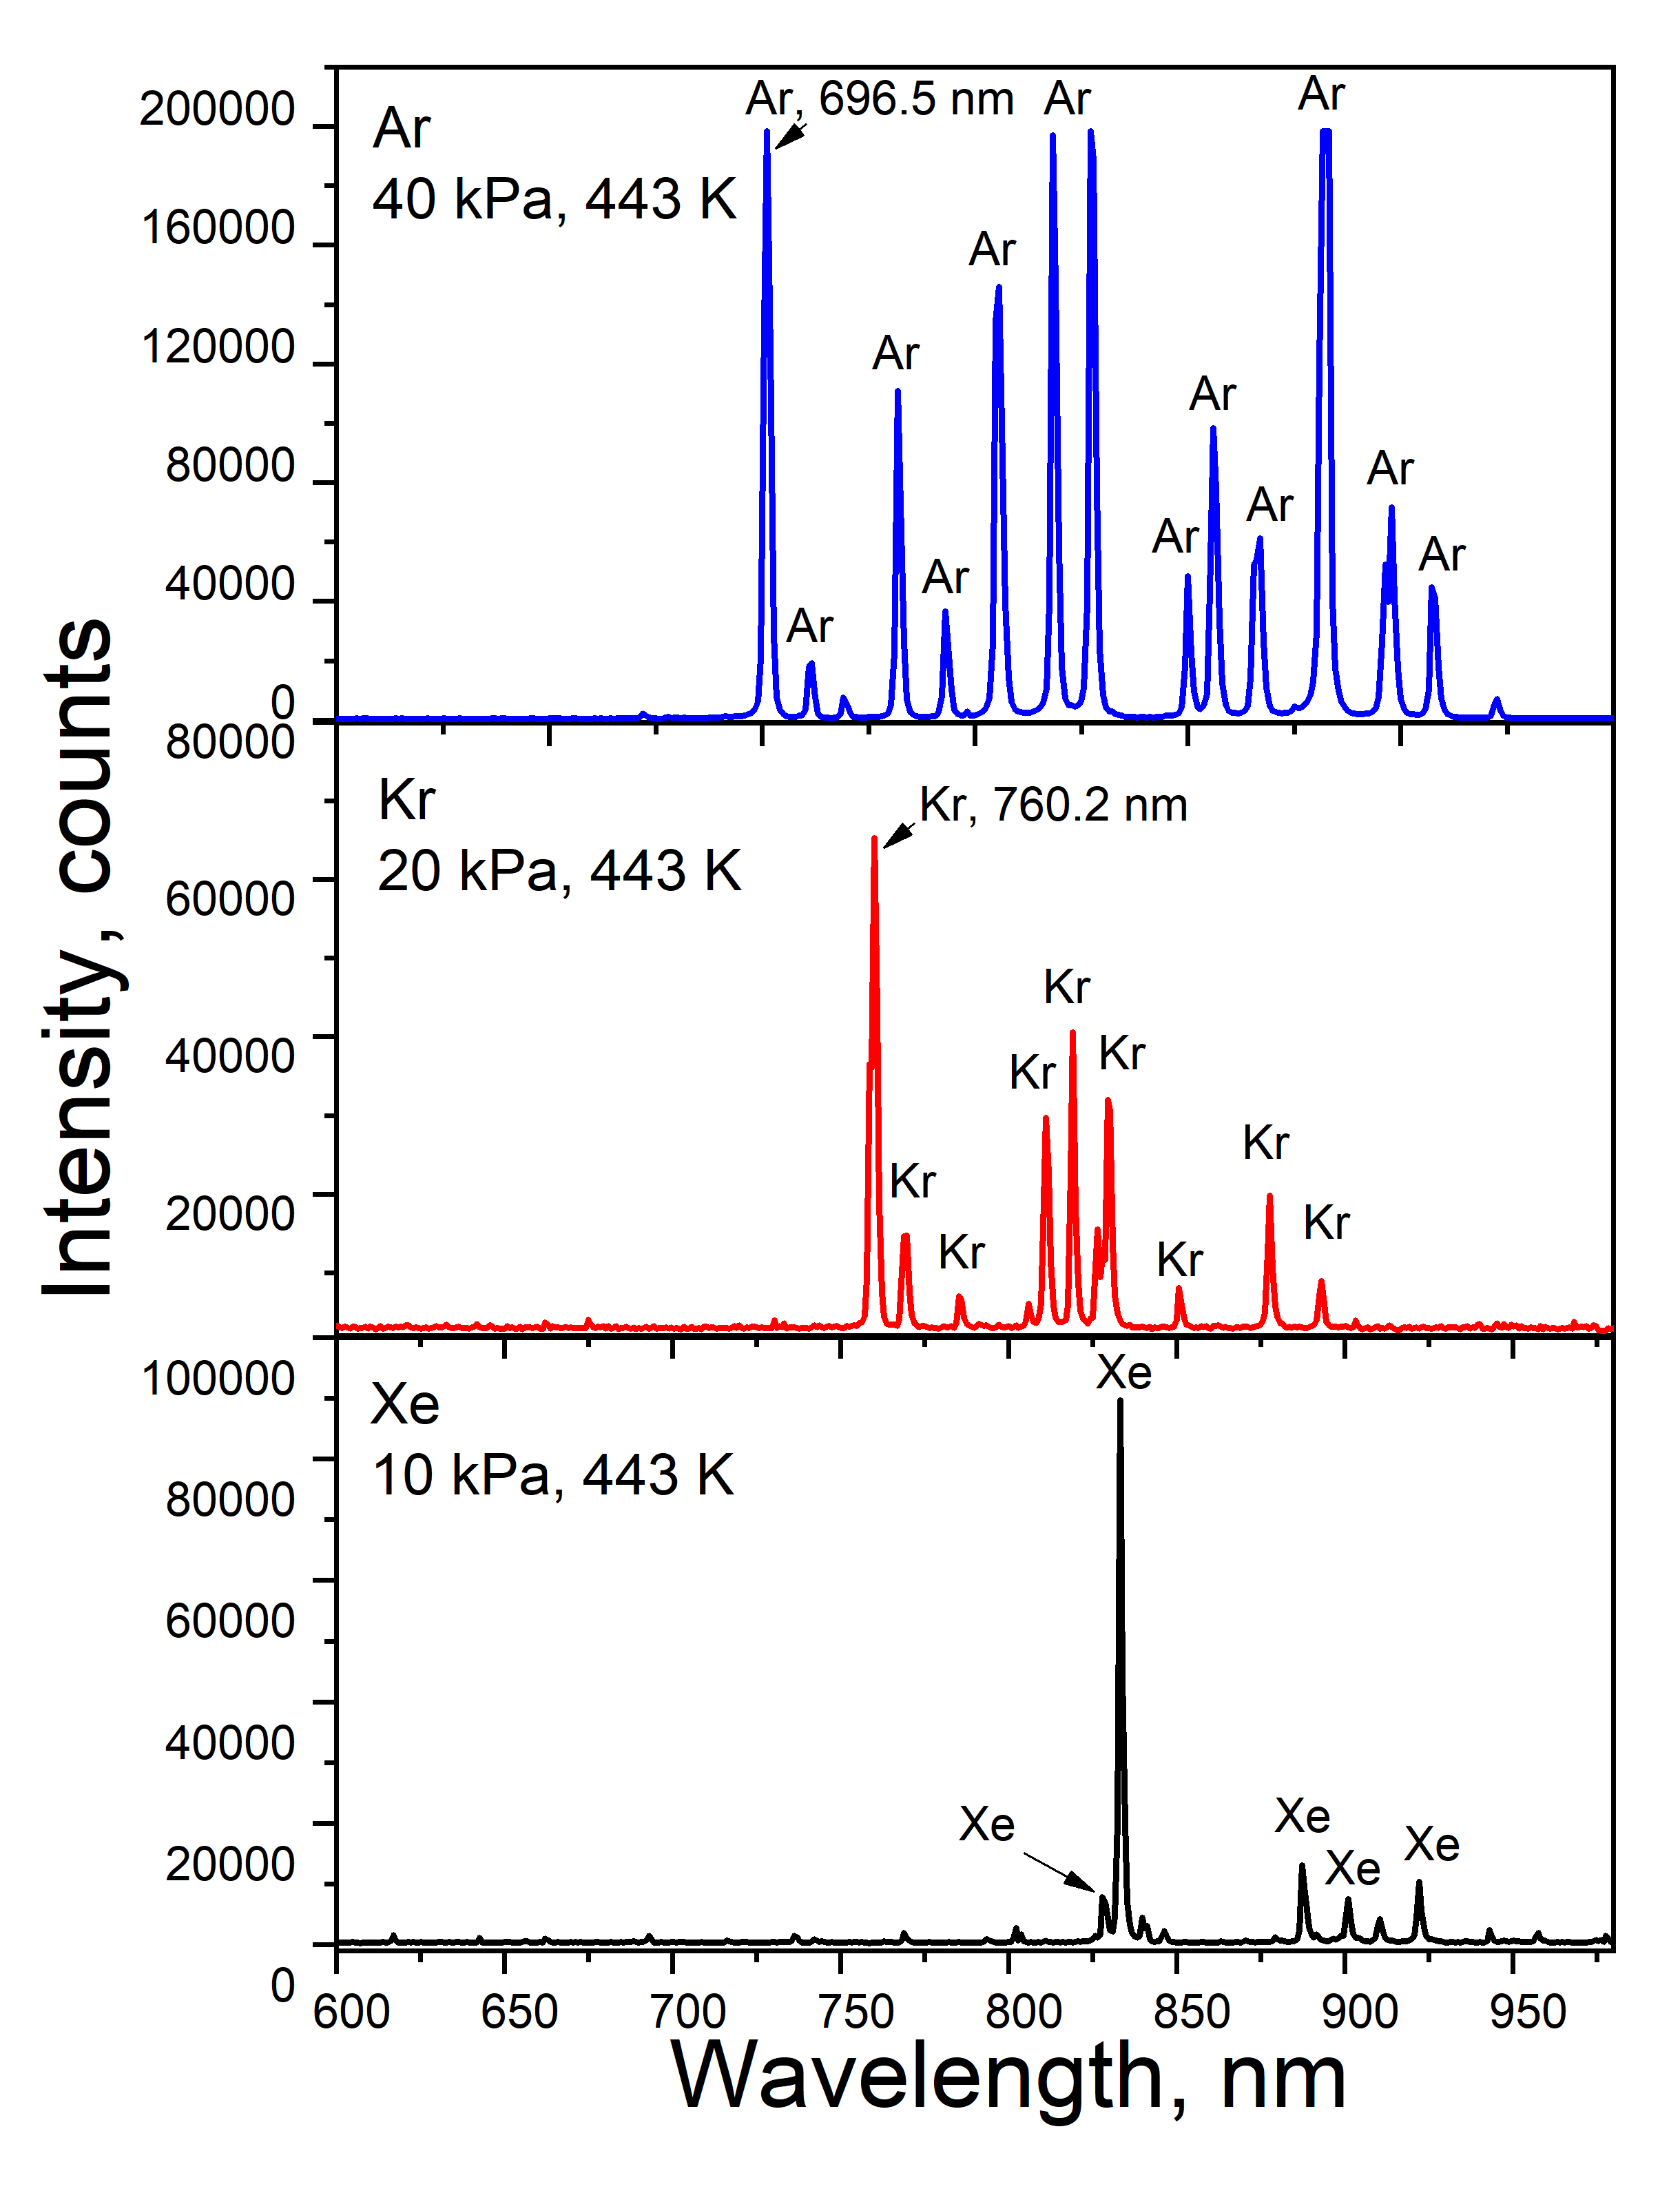 Intensity, counts
200000
160000
120000
80000
40000
0
Ar
40 kPa, 443 K
Ar, 696.5 nm
Ar
Ar
Ar
Ar
Ar
Ar
Ar
Ar
Ar
Ar
Ar
80000
60000
40000
20000
Kr
20 kPa, 443 K
Kr, 760.2 nm
Kr
Kr
Kr
Kr
Kr
Kr
Kr
Kr
100000
80000
60000
40000
20000
0
Xe
10 kPa, 443 K
Xe
Xe
Xe
Xe
Xe
600 650 700 750 800 850 900 950
Wavelength, nm